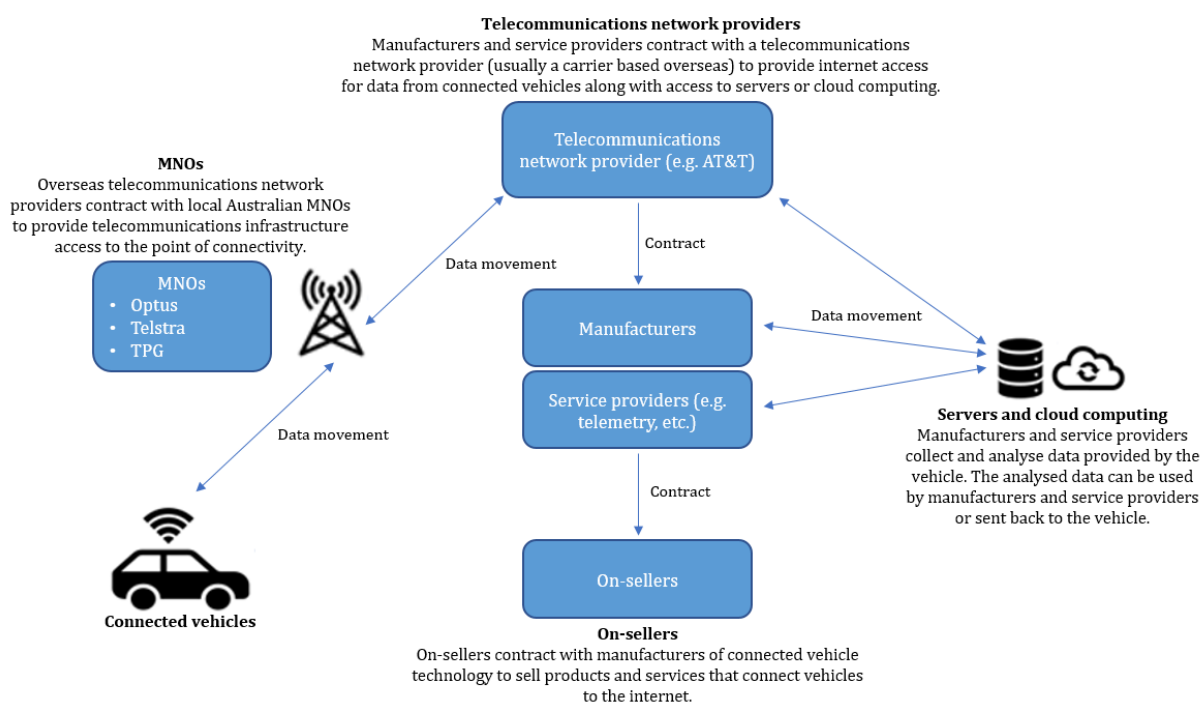 Telecommunications network providers
Manufacturers and service providers contract with a telecommunications
network provider (usually a carrier based overseas) to provide internet access
for data from connected vehicles along with access to servers or cloud computing.
Telecommunications
network provider (e.g. AT&T)
MNOs
Overseas telecommunications network
providers contract with local Australian MNOs
to provide telecommunications infrastructure
access to the point of connectivity.
MNOs
• Optus
• Telstra
• TPG
Data movement
Contract
Manufacturers
Data movement
Service providers (e.g.
telemetry, etc.)
Servers and cloud computing
Manufacturers and service providers
collect and analyse data provided by the
vehicle. The analysed data can be used
by manufacturers and service providers
or sent back to the vehicle.
Data movement
Contract
Connected vehicles
On-sellers
On-sellers
On-sellers contract with manufacturers of connected vehicle
technology to sell products and services that connect vehicles
to the internet.